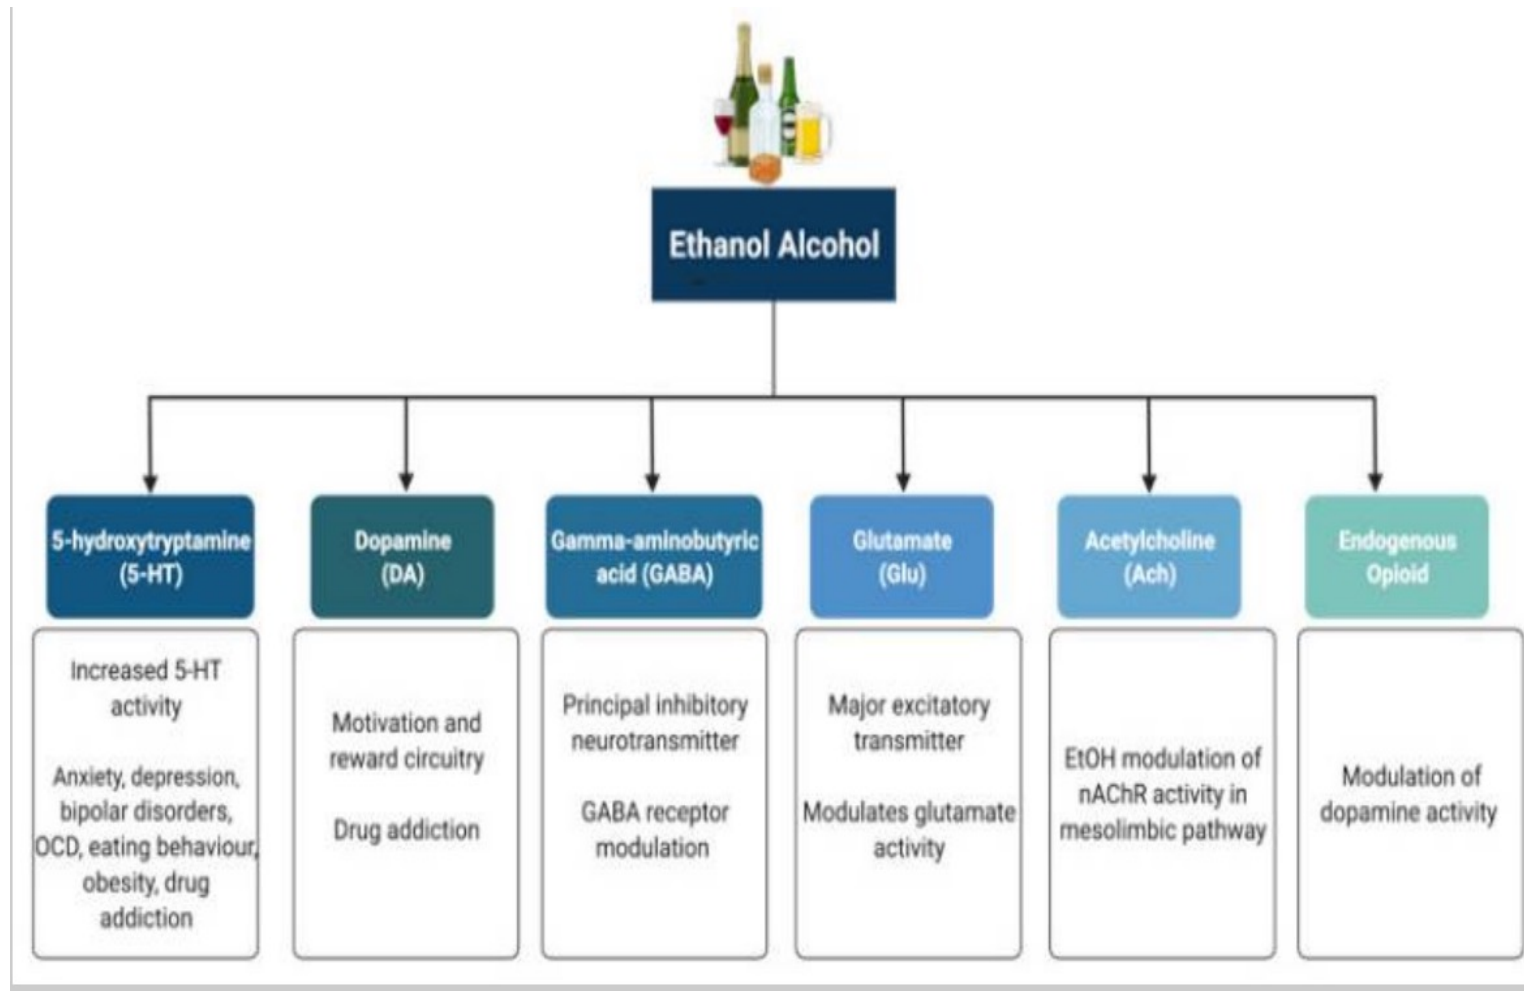 Ethanol Alcohol
5-hydroxytryptamine
(5-HT)
Dopamine
(DA)
Gamma-aminobutyric
acid (GABA)
Glutamate
(Glu)
Acetylcholine
(Ach)
Endogenous
Opioid
Increased 5-HT
activity
Anxiety, depression,
bipolar disorders,
OCD, eating behaviour,
obesity, drug
addiction
Motivation and
reward circuitry
Drug addiction
Principal inhibitory
neurotransmitter
GABA receptor
modulation
Major excitatory
transmitter
Modulates glutamate
activity
EtOH modulation of
nAChR activity in
mesolimbic pathway
Modulation of
dopamine activity